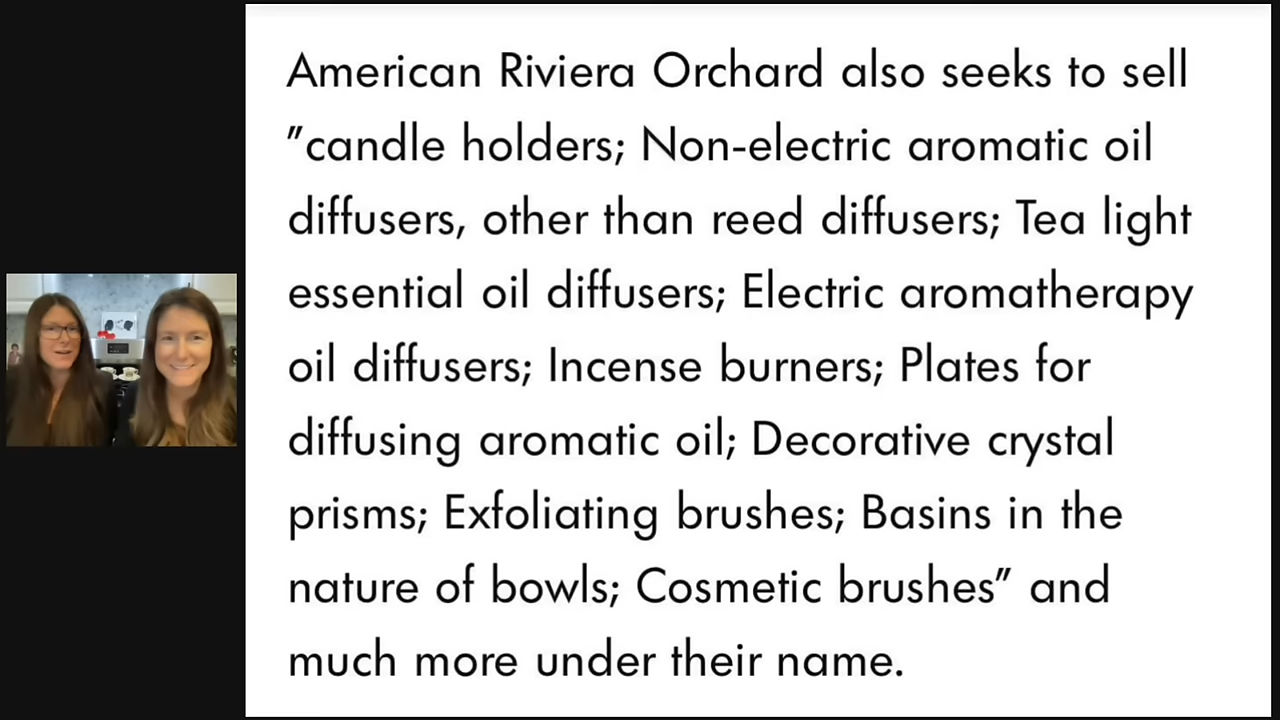 American Riviera Orchard also seeks to sell
"candle holders; Non-electric aromatic oil
diffusers, other than reed diffusers; Tea light
essential oil diffusers; Electric aromatherapy
oil diffusers; Incense burners; Plates for
diffusing aromatic oil; Decorative crystal
prisms; Exfoliating brushes; Basins in the
nature of bowls; Cosmetic brushes" and
much more under their name.